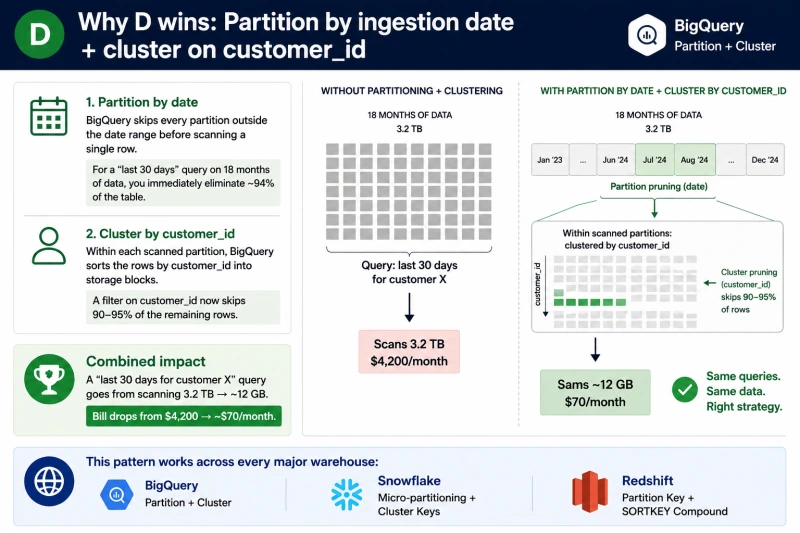 D
Why D wins: Partition by ingestion date
+ cluster on customer_id
BigQuery
Partition + Cluster
1. Partition by date
BigQuery skips every partition outside
the date range before scanning a
single row.
For a “last 30 days” query on 18 months
of data, you immediately eliminate ~94%
of the table.
2. Cluster by customer_id
Within each scanned partition, BigQuery
sorts the rows by customer_id into
storage blocks.
A filter on customer_id now skips
90–95% of the remaining rows.
Combined impact
A “last 30 days for customer X” query
goes from scanning 3.2 TB → ~12 GB.
Bill drops from $4,200 → ~$70/month.
WITHOUT PARTITIONING + CLUSTERING
18 MONTHS OF DATA
3.2 TB
Query: last 30 days
for customer X
Scans 3.2 TB
$4,200/month
WITH PARTITION BY DATE + CLUSTER BY CUSTOMER_ID
18 MONTHS OF DATA
3.2 TB
Jan ’23
...
Jun ’24
Jul ’24
Aug ’24
...
Dec ’24
Partition pruning (date)
Within scanned partitions:
clustered by customer_id
customer_id
Cluster pruning
(customer_id)
skips 90–95%
of rows
Sams ~12 GB
$70/month
Same queries.
Same data.
Right strategy.
This pattern works across every major warehouse:
BigQuery
Partition + Cluster
Snowflake
Micro-partitioning +
Cluster Keys
Redshift
Partition Key +
SORTKEY Compound